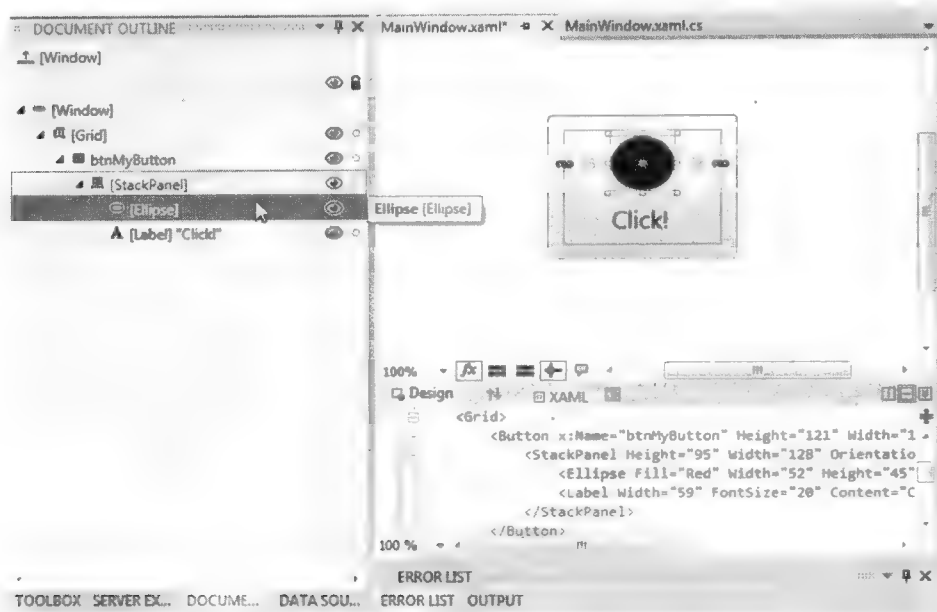 DOCUMENT OUTLINE
[Window]
[Window]
[Grid]
btnMyButton
[StackPanel]
[Ellipse]
[Label] "Click!"
Ellipse [Ellipse]
MainWindow.xaml* MainWindow.xaml.cs
Click!
100% fx
Design XAML
<Grid>
<Button x:Name="btnMyButton" Height="121" Width="1
<StackPanel Height="95" Width="128" Orientatio
<Ellipse Fill="Red" Width="52" Height="45"
<Label Width="59" FontSize="20" Content="C
</StackPanel>
</Button>
100 %
ERROR LIST
TOOLBOX SERVER EX... DOCUME... DATA SOU... ERROR LIST OUTPUT